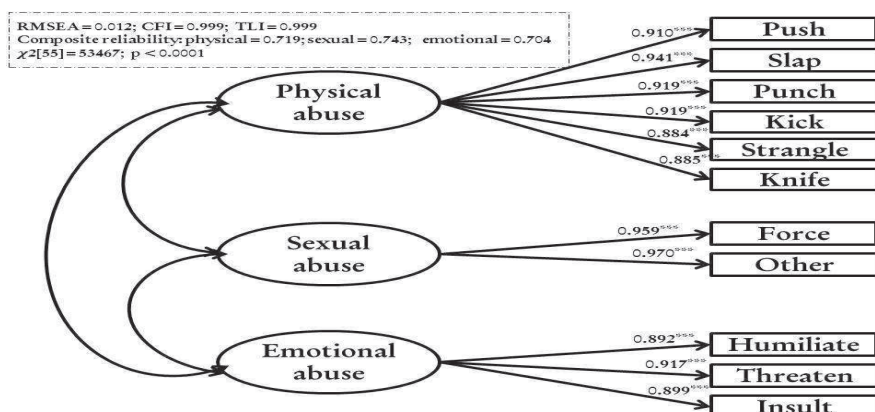 RMSEA = 0.012; CFI = 0.999; TLI = 0.999
Composite reliability: physical = 0.719; sexual = 0.743; emotional = 0.704
χ2[55] = 53467; p < 0.0001
Physical
abuse
0.910***
Push
0.941***
Slap
0.919***
Punch
0.919***
Kick
0.884***
Strangle
0.885***
Knife
Sexual
abuse
0.959***
Force
0.970***
Other
Emotional
abuse
0.892***
Humiliate
0.917***
Threaten
0.899***
Insult